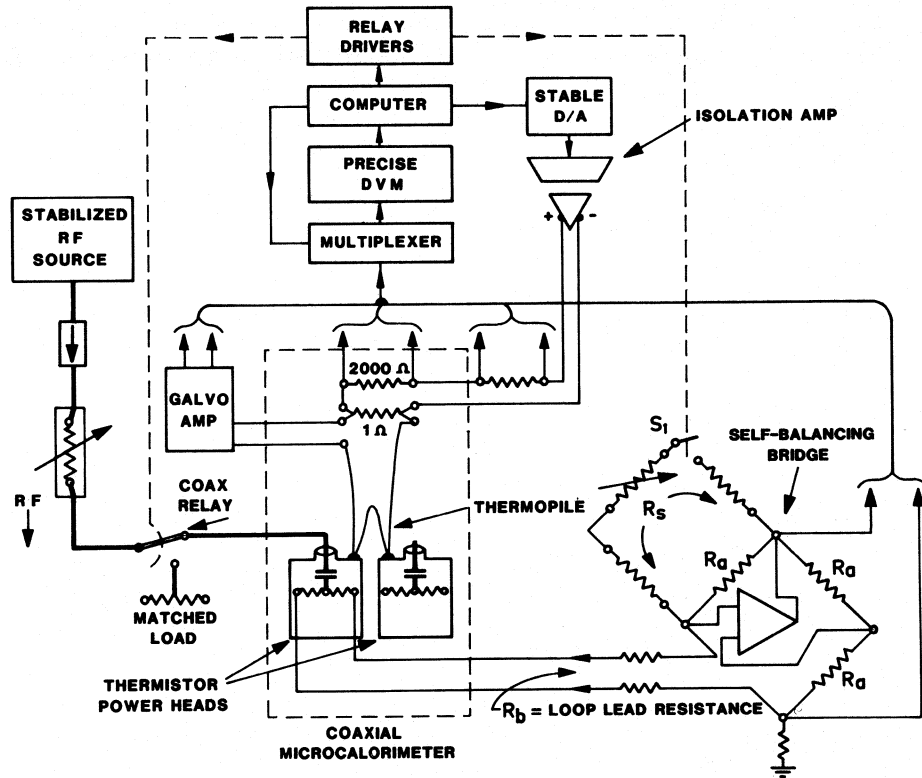 RELAY
DRIVERS
COMPUTER
STABLE
D/A
ISOLATION AMP
PRECISE
DVM
+ -
STABILIZED
RF
SOURCE
MULTIPLEXER
2000 Ω
GALVO
AMP
1Ω
S1
SELF-BALANCING
BRIDGE
RF
COAX
RELAY
THERMOPILE
Rs
Ra
Ra
MATCHED
LOAD
Ra
THERMISTOR
POWER HEADS
Rb = LOOP LEAD RESISTANCE
COAXIAL
MICROCALORIMETER